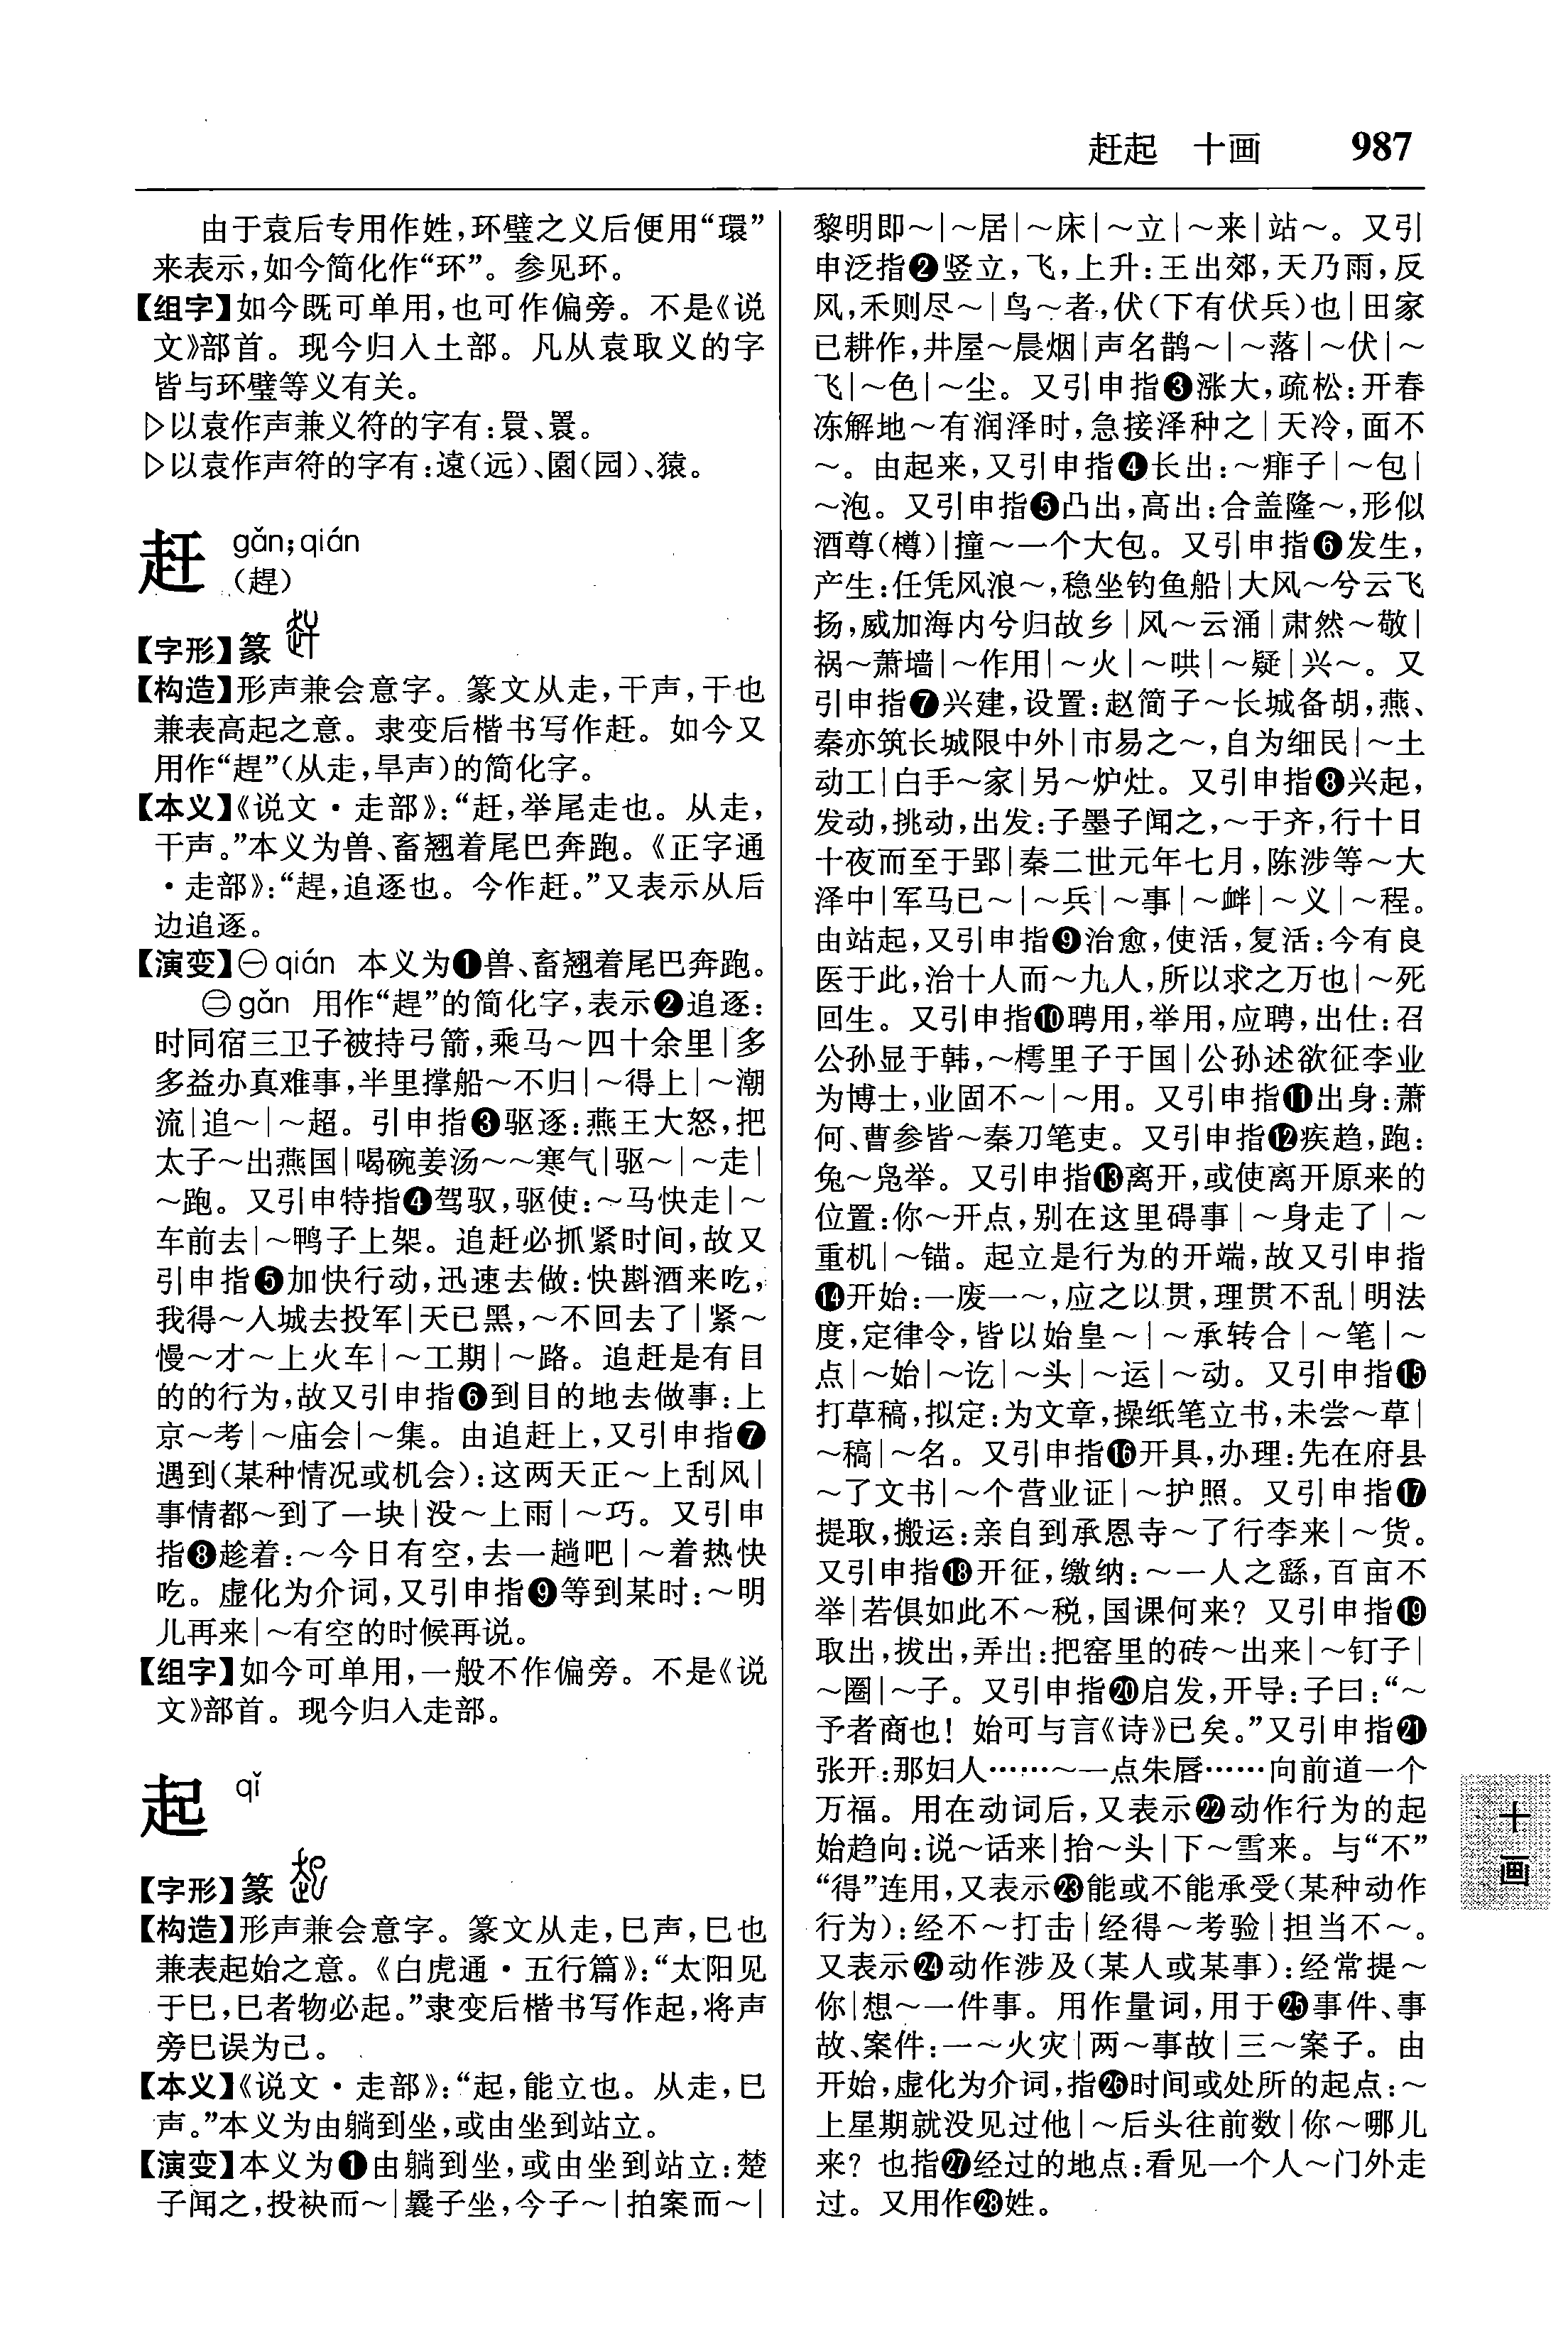 赶起　十画　987
由于袁后专用作姓，环璧之义后便用“環”
来表示，如今简化作“环”。参见环。
【组字】如今既可单用，也可作偏旁。不是《说
文》部首。现今归入土部。凡从袁取义的字
皆与环璧等义有关。
▷以袁作声兼义符的字有：睘、褱。
▷以袁作声符的字有：遠（远）、園（园）、猿。
赶 gǎn；qián
（趕）
【字形】篆
【构造】形声兼会意字。篆文从走，干声，干也
兼表高起之意。隶变后楷书写作赶。如今又
用作“趕”（从走，旱声）的简化字。
【本义】《说文·走部》：“赶，举尾走也。从走，
干声。”本义为兽、畜翘着尾巴奔跑。《正字通
·走部》：“趕，追逐也。今作赶。”又表示从后
边追逐。
【演变】㊀qián 本义为❶兽、畜翘着尾巴奔跑。
㊁gǎn 用作“趕”的简化字，表示❷追逐：
时同宿三卫子被持弓箭，乘马～四十余里|多
多益办真难事，半里撑船～不归|～得上|～潮
流|追～|～超。引申指❸驱逐：燕王大怒，把
太子～出燕国|喝碗姜汤～～寒气|驱～|～走|
～跑。又引申特指❹驾驭，驱使：～马快走|～
车前去|～鸭子上架。追赶必抓紧时间，故又
引申指❺加快行动，迅速去做：快斟酒来吃，
我得～入城去投军|天已黑，～不回去了|紧～
慢～才～上火车|～工期|～路。追赶是有目
的的行为，故又引申指❻到目的地去做事：上
京～考|～庙会|～集。由追赶上，又引申指❼
遇到（某种情况或机会）：这两天正～上刮风|
事情都～到了一块|没～上雨|～巧。又引申
指❽趁着：～今日有空，去一趟吧|～着热快
吃。虚化为介词，又引申指❾等到某时：～明
儿再来|～有空的时候再说。
【组字】如今可单用，一般不作偏旁。不是《说
文》部首。现今归入走部。
起 qǐ
【字形】篆
【构造】形声兼会意字。篆文从走，巳声，巳也
兼表起始之意。《白虎通·五行篇》：“太阳见
于巳，巳者物必起。”隶变后楷书写作起，将声
旁巳误为己。
【本义】《说文·走部》：“起，能立也。从走，巳
声。”本义为由躺到坐，或由坐到站立。
【演变】本义为❶由躺到坐，或由坐到站立：楚
子闻之，投袂而～|曩子坐，今子～|拍案而～|
黎明即～|～居|～床|～立|～来|站～。又引
申泛指❷竖立，飞，上升：王出郊，天乃雨，反
风，禾则尽～|鸟～者，伏（下有伏兵）也|田家
已耕作，井屋～晨烟|声名鹊～|～落|～伏|～
飞|～色|～尘。又引申指❸涨大，疏松：开春
冻解地～有润泽时，急接泽种之|天冷，面不
～。由起来，又引申指❹长出：～痱子|～包|
～泡。又引申指❺凸出，高出：合盖隆～，形似
酒尊（樽）|撞～一个大包。又引申指❻发生，
产生：任凭风浪～，稳坐钓鱼船|大风～兮云飞
扬，威加海内兮归故乡|风～云涌|肃然～敬|
祸～萧墙|～作用|～火|～哄|～疑|兴～。又
引申指❼兴建，设置：赵简子～长城备胡，燕、
秦亦筑长城限中外|市易之～，自为细民|～土
动工|白手～家|另～炉灶。又引申指❽兴起，
发动，挑动，出发：子墨子闻之，～于齐，行十日
十夜而至于郢|秦二世元年七月，陈涉等～大
泽中|军马已～|～兵|～事|～衅|～义|～程。
由站起，又引申指❾治愈，使活，复活：今有良
医于此，治十人而～九人，所以求之万也|～死
回生。又引申指❿聘用，举用，应聘，出仕：召
公孙显于韩，～樗里子于国|公孙述欲征李业
为博士，业固不～|～用。又引申指⓫出身：萧
何、曹参皆～秦刀笔吏。又引申指⓬疾趋，跑：
兔～凫举。又引申指⓭离开，或使离开原来的
位置：你～开点，别在这里碍事|～身走了|～
重机|～锚。起立是行为的开端，故又引申指
⓮开始：一废一～，应之以贯，理贯不乱|明法
度，定律令，皆以始皇～|～承转合|～笔|～
点|～始|～讫|～头|～运|～动。又引申指⓯
打草稿，拟定：为文章，操纸笔立书，未尝～草|
～稿|～名。又引申指⓰开具，办理：先在府县
～了文书|～个营业证|～护照。又引申指⓱
提取，搬运：亲自到承恩寺～了行李来|～货。
又引申指⓲开征，缴纳：～一人之繇，百亩不
举|若俱如此不～税，国课何来？又引申指⓳
取出，拔出，弄出：把窑里的砖～出来|～钉子|
～圈|～子。又引申指⓴启发，开导：子曰：“～
予者商也！始可与言《诗》已矣。”又引申指㉑
张开：那妇人……～一点朱唇……向前道一个
万福。用在动词后，又表示㉒动作行为的起
始趋向：说～话来|抬～头|下～雪来。与“不”
“得”连用，又表示㉓能或不能承受（某种动作
行为）：经不～打击|经得～考验|担当不～。
又表示㉔动作涉及（某人或某事）：经常提～
你|想～一件事。用作量词，用于㉕事件、事
故、案件：一～火灾|两～事故|三～案子。由
开始，虚化为介词，指㉖时间或处所的起点：～
上星期就没见过他|～后头往前数|你～哪儿
来？也指㉗经过的地点：看见一个人～门外走
过。又用作㉘姓。
十画